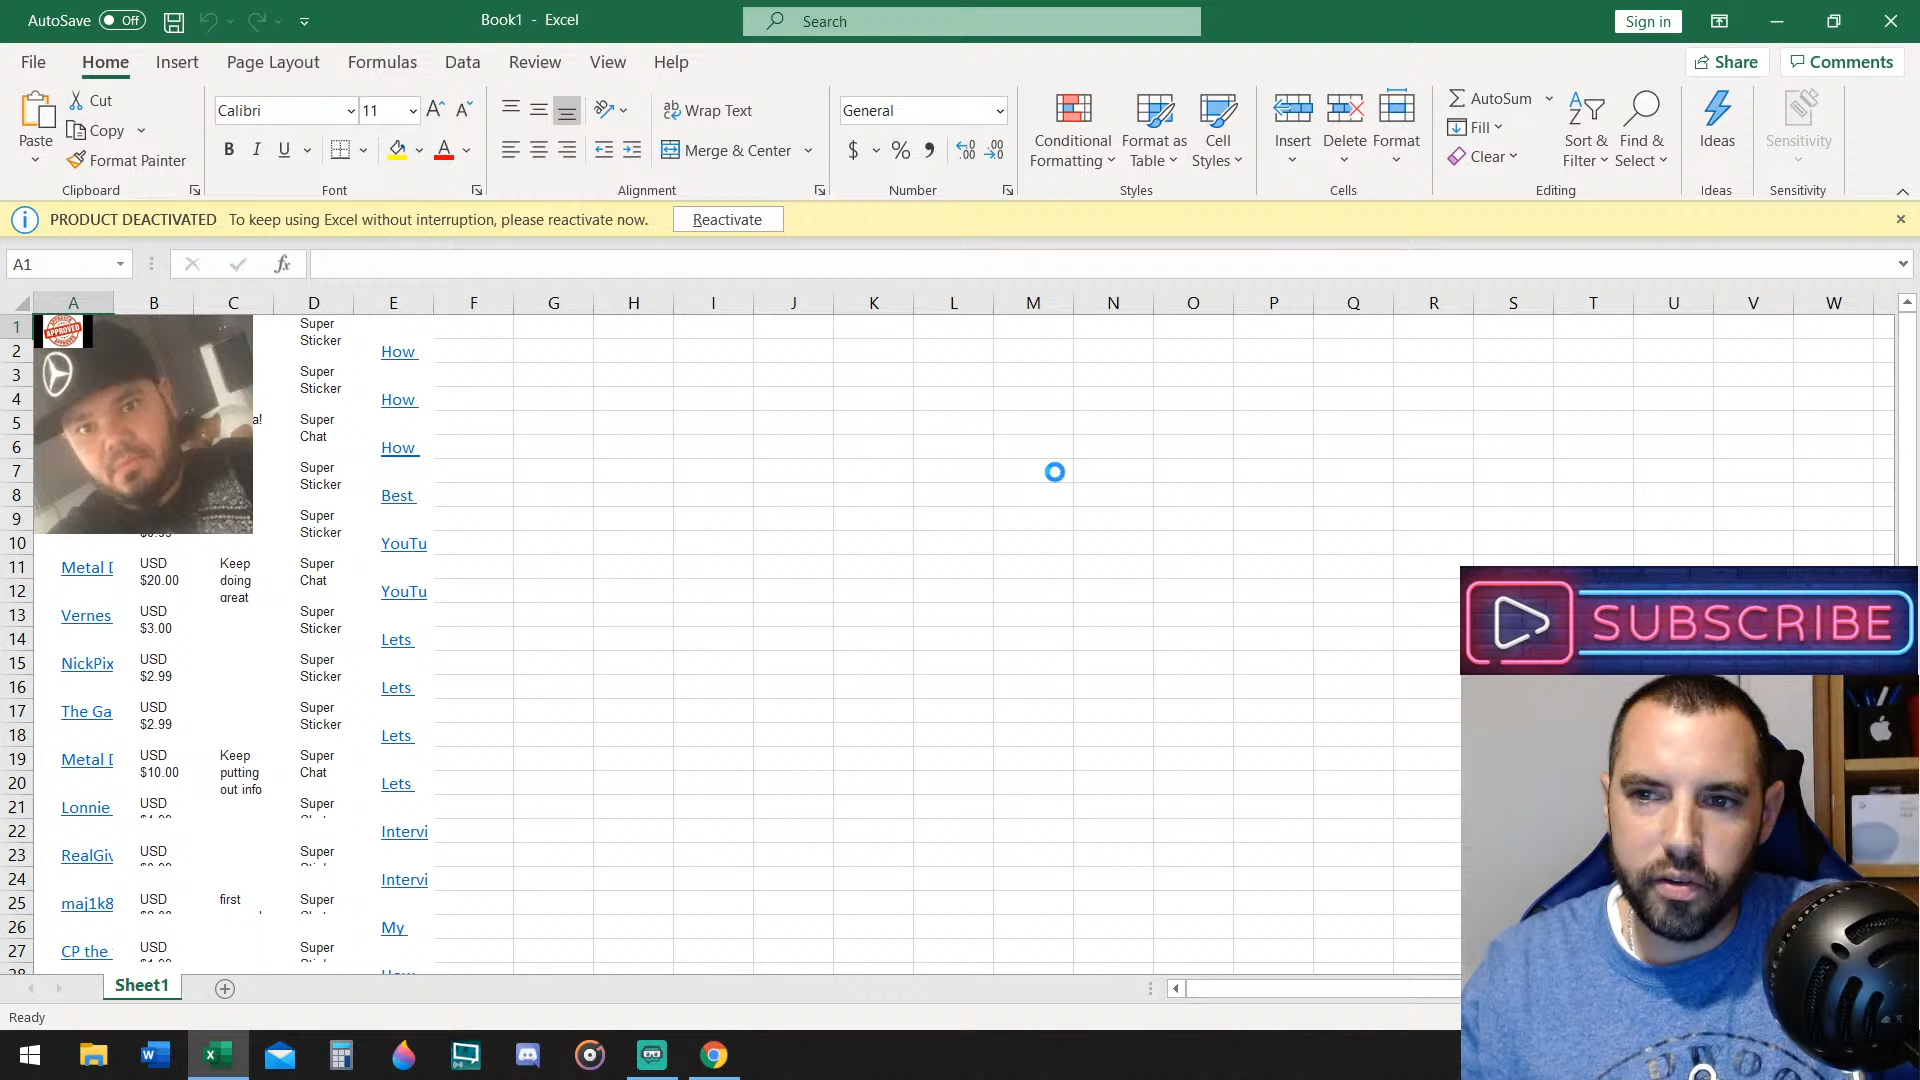 AutoSave Off Book1 - Excel Search Sign in
File Home Insert Page Layout Formulas Data Review View Help Share Comments
Cut
Copy
Format Painter
Paste
Clipboard
Calibri 11
B I U A
Font
Wrap Text
Merge & Center
Alignment
General
$ % 9
Number
Conditional Formatting
Format as Table
Cell Styles
Styles
Insert Delete Format
Cells
AutoSum
Fill
Clear
Sort & Filter
Find & Select
Editing
Ideas
Ideas
Sensitivity
Sensitivity
PRODUCT DEACTIVATED To keep using Excel without interruption, please reactivate now. Reactivate
A1 fx
A B C D E F G H I J K L M N O P Q R S T U V W
1 APPROVED Super Sticker
2 How
3 Super Sticker
4 How
5 a! Super Chat
6 How
7 Super Sticker
8 Best
9 Super Sticker
10 YouTu
11 Metal D USD $20.00 Keep doing great Super Chat
12 YouTu
13 Vernes USD $3.00 Super Sticker
14 Lets
15 NickPix USD $2.99 Super Sticker
16 Lets
17 The Ga USD $2.99 Super Sticker
18 Lets
19 Metal D USD $10.00 Keep putting out info Super Chat
20 Lets
21 Lonnie USD Super
22 Intervi
23 RealGiv USD Super
24 Intervi
25 maj1k8 USD first Super
26 My
27 CP the USD Super
28 How
SUBSCRIBE
Sheet1
Ready